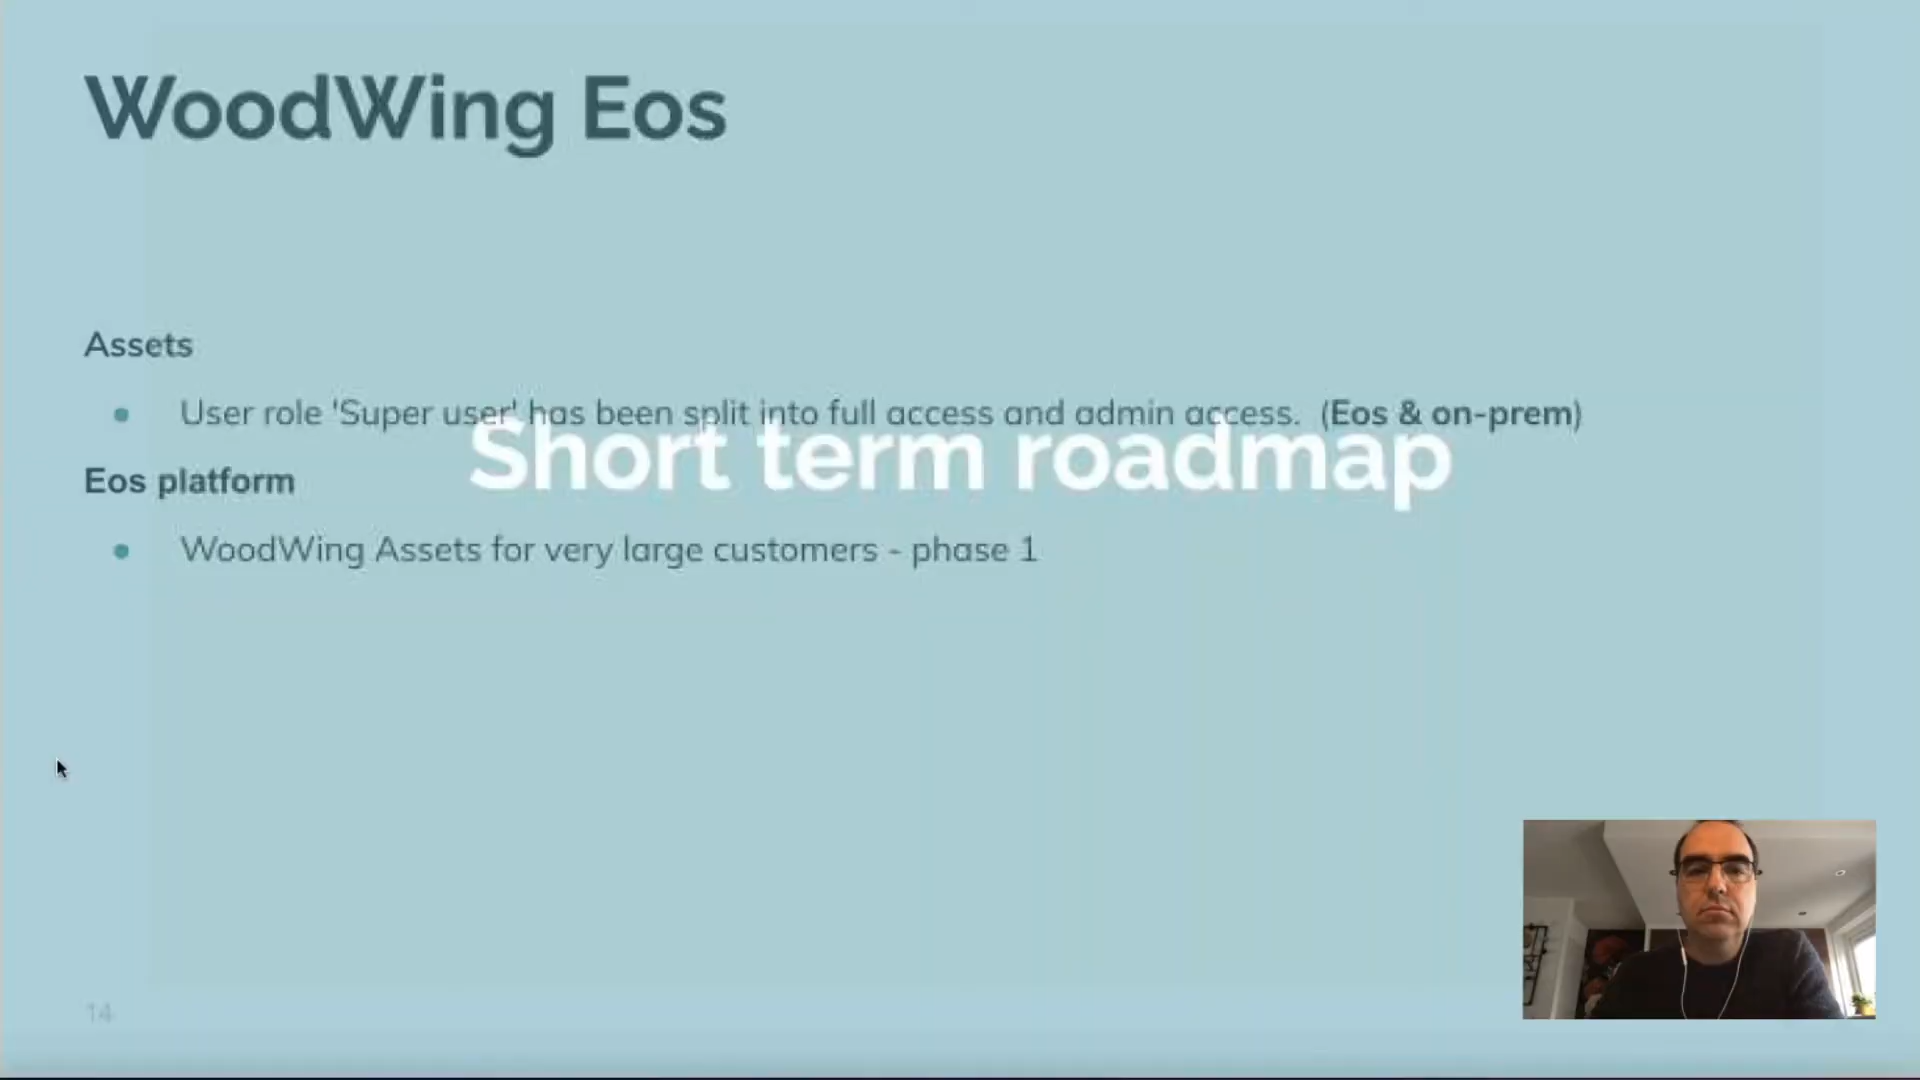 WoodWing Eos
Assets
User role 'Super user' has been split into full access and admin access. (Eos & on-prem)
Short term roadmap
Eos platform
WoodWing Assets for very large customers - phase 1
14